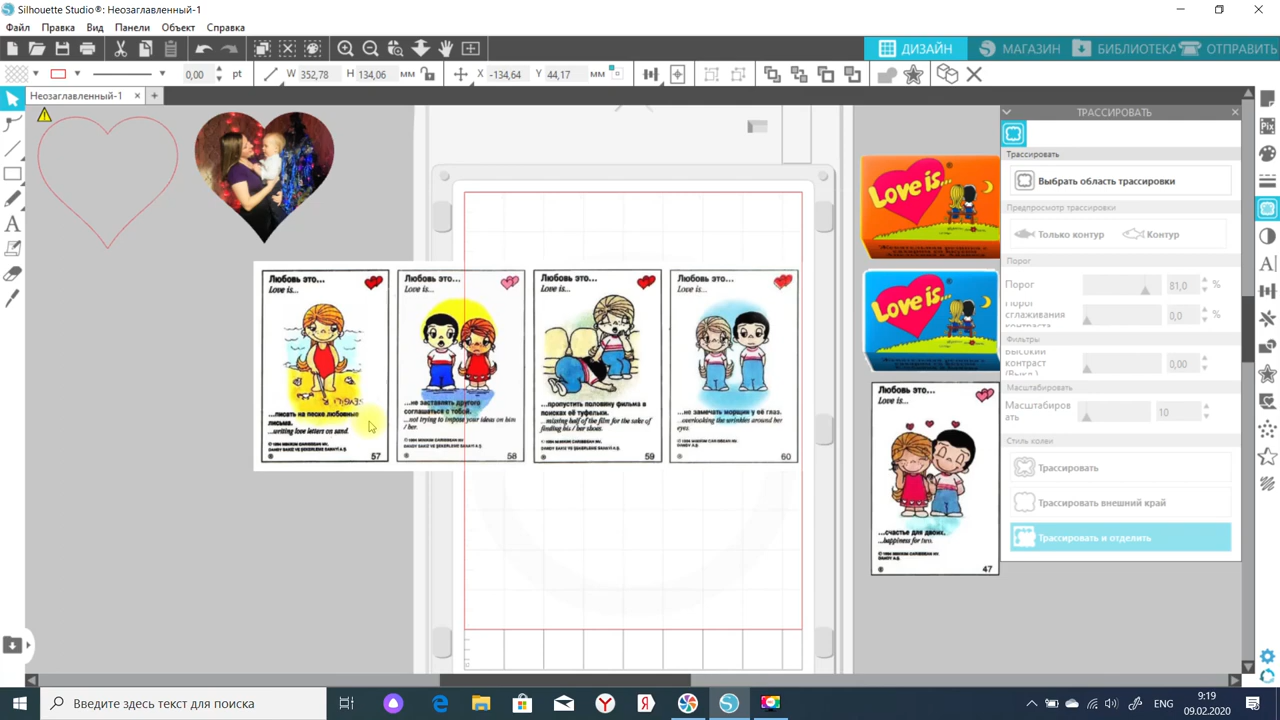 Silhouette Studio®: Неозаглавленный-1
Файл Правка Вид Панели Объект Справка
ДИЗАЙН МАГАЗИН БИБЛИОТЕКА ОТПРАВИТЬ
0,00 pt W 352,78 H 134,06 мм X -134,64 Y 44,17 мм
Неозаглавленный-1
ТРАССИРОВАТЬ
Pix
Трассировать
Выбрать область трассировки
Предпросмотр трассировки
Только контур Контур
Порог
Порог 81,0 %
Порог сглаживания контраста 0,0 %
Фильтры
Высокий контраст (Выкл.) 0,00
Масштабировать
Масштабиров
ать 10
Стиль колви
Трассировать
Трассировать внешний край
Трассировать и отделить
Love is...
Love is...
Любовь это...
Love is...
...писать на песке любовные
письма.
...writing love letters on sand.
57
Любовь это...
Love is...
...не заставлять другого
соглашаться с тобой.
...not trying to impose your ideas on him
/ her.
58
Любовь это...
Love is...
...пропустить половину фильма в
поисках её туфельки.
...missing half of the film for the sake of
finding his / her shoes.
59
Любовь это...
Love is...
...не замечать морщин у её глаз.
...overlooking the wrinkles around her
eyes.
60
Любовь это...
Love is...
...счастье для двоих.
...happiness for two.
47
Введите здесь текст для поиска
ENG
9:19
09.02.2020